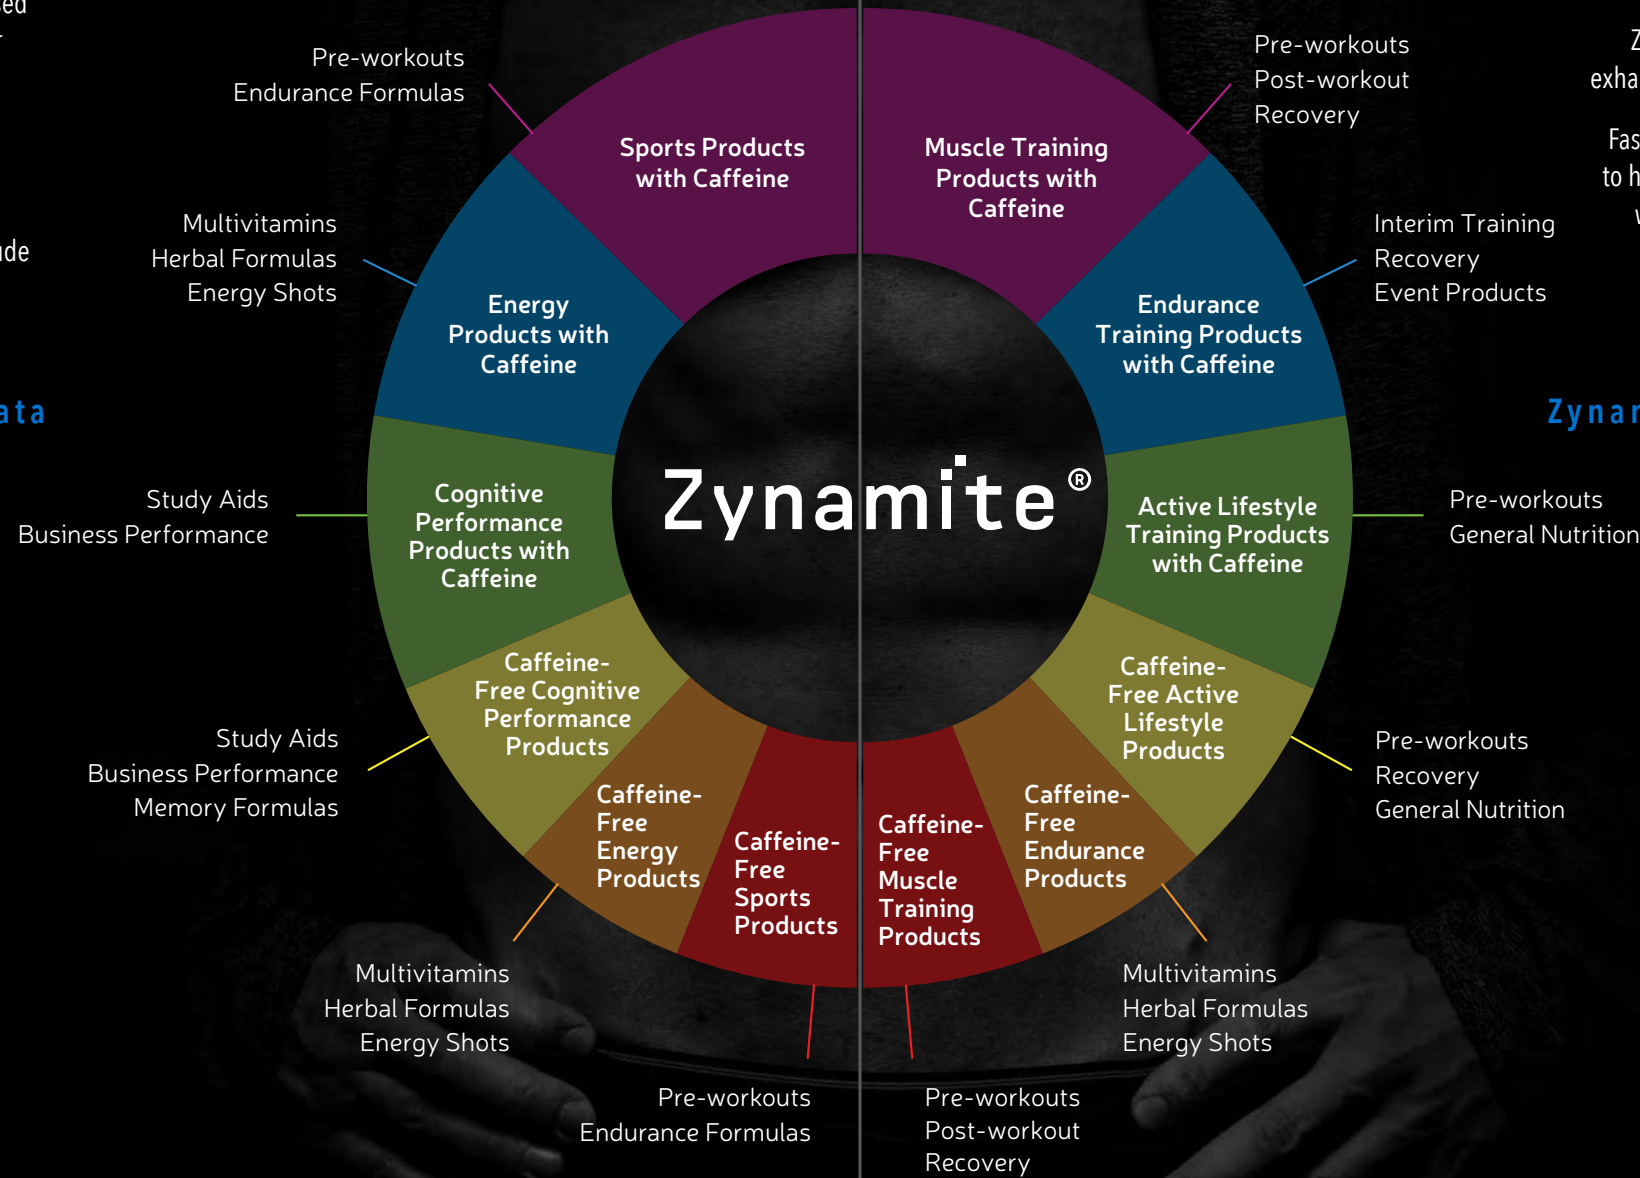 Pre-workouts
Endurance Formulas
Sports Products
with Caffeine
Multivitamins
Herbal Formulas
Energy Shots
Energy
Products with
Caffeine
Study Aids
Business Performance
Cognitive
Performance
Products with
Caffeine
Study Aids
Business Performance
Memory Formulas
Caffeine-
Free Cognitive
Performance
Products
Multivitamins
Herbal Formulas
Energy Shots
Caffeine-
Free
Energy
Products
Pre-workouts
Endurance Formulas
Caffeine-
Free
Sports
Products
Zynamite®
Muscle Training
Products with
Caffeine
Pre-workouts
Post-workout
Recovery
Endurance
Training Products
with Caffeine
Interim Training
Recovery
Event Products
Active Lifestyle
Training Products
with Caffeine
Pre-workouts
General Nutrition
Caffeine-
Free Active
Lifestyle
Products
Pre-workouts
Recovery
General Nutrition
Caffeine-
Free
Endurance
Products
Multivitamins
Herbal Formulas
Energy Shots
Caffeine-
Free
Muscle
Training
Products
Pre-workouts
Post-workout
Recovery
to h